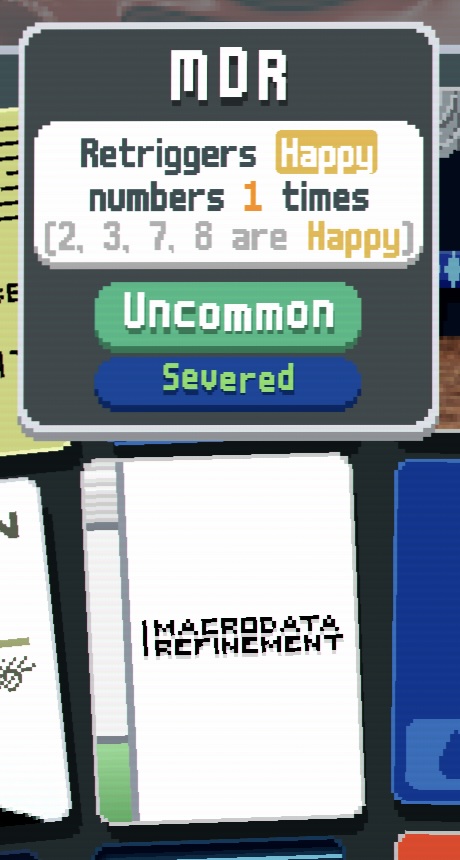 MDR
Retriggers Happy
numbers 1 times
(2, 3, 7, 8 are Happy)
Uncommon
Severed
MACRODATA
REFINEMENT
N